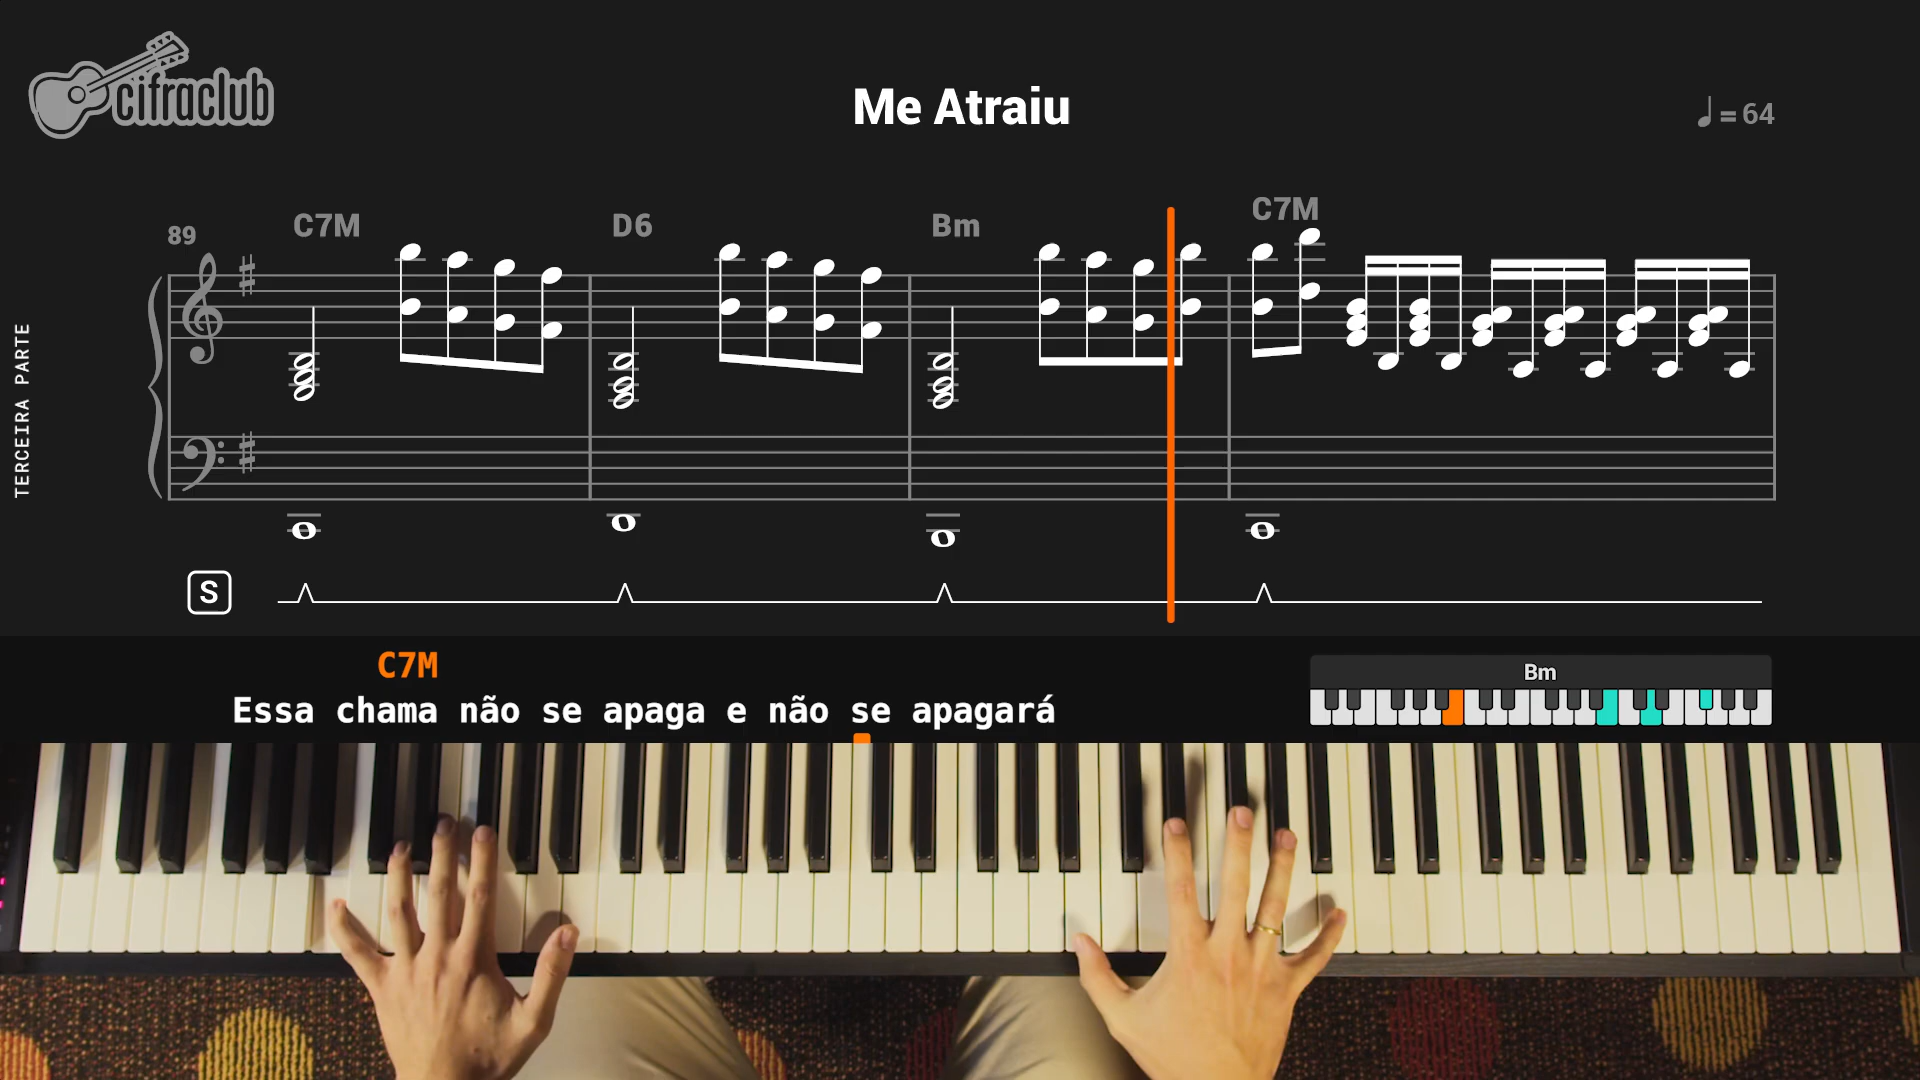 cifraclub
Me Atraiu
= 64
TERCEIRA PARTE
89
C7M
D6
Bm
C7M
S
C7M
Essa chama não se apaga e não se apagará
Bm